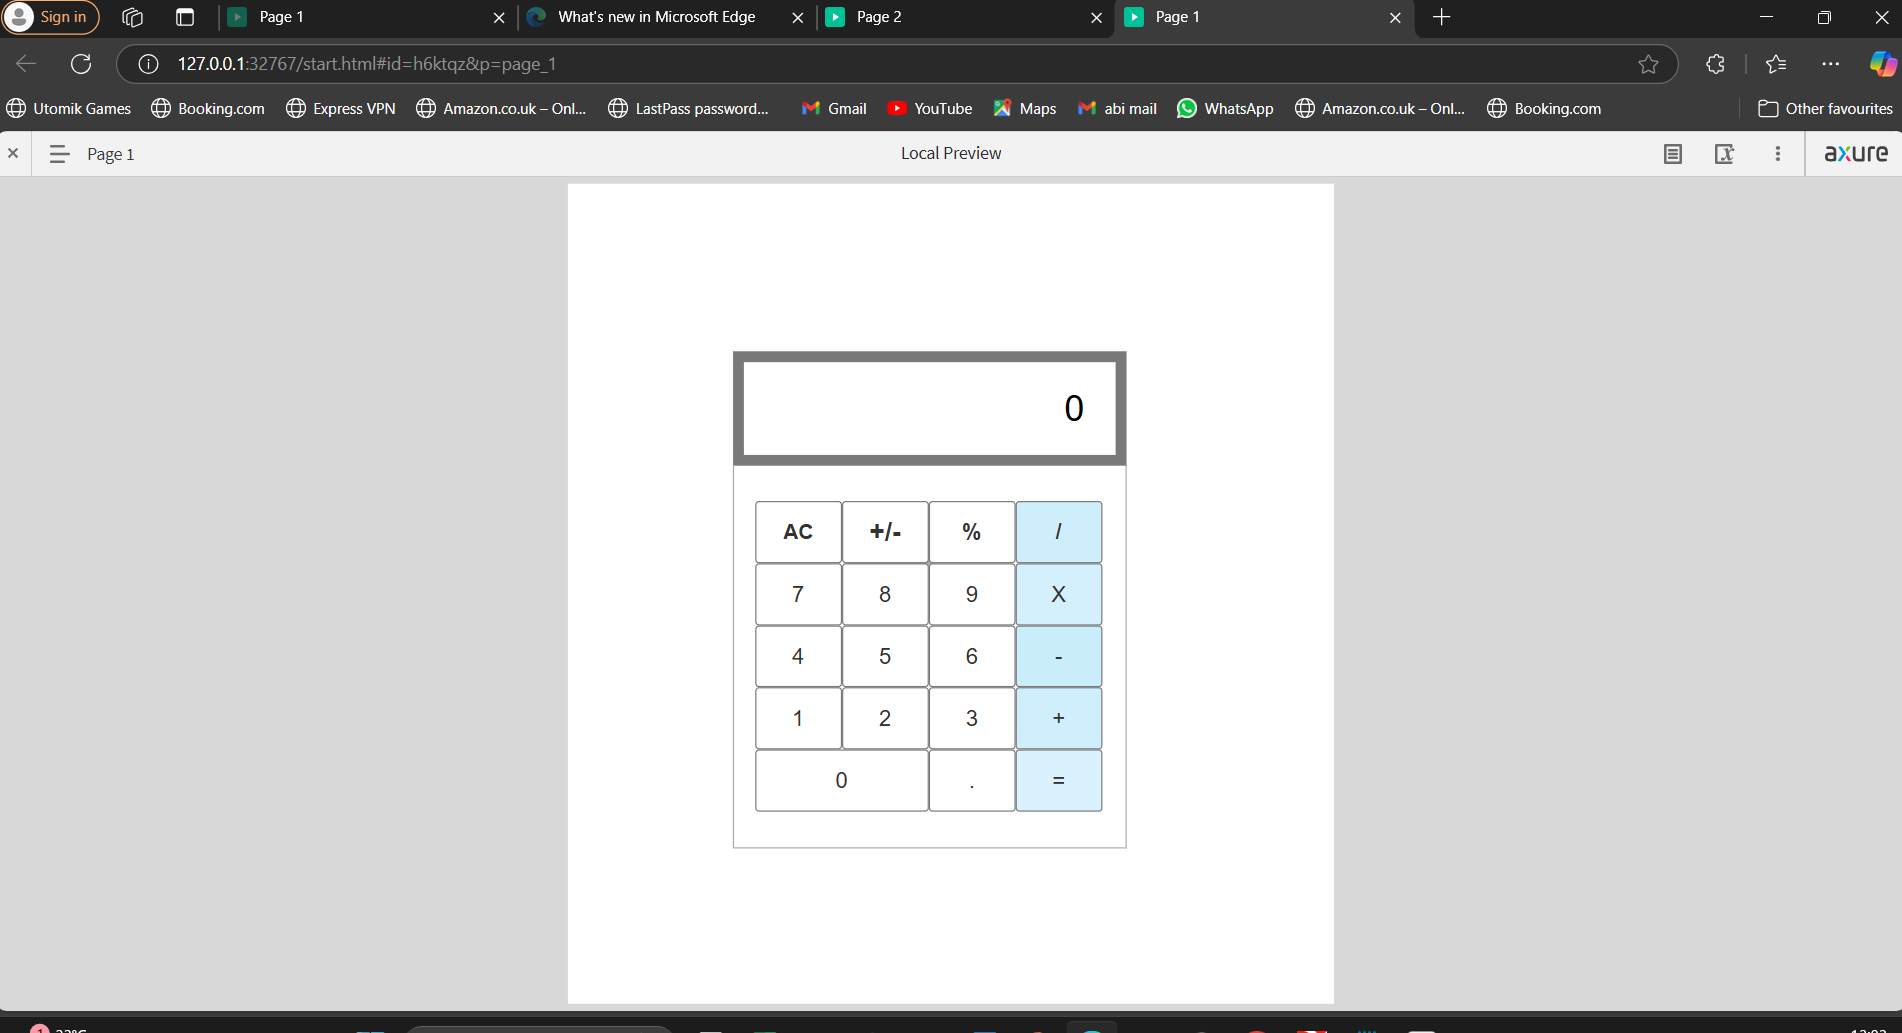 Sign in
Page 1
What's new in Microsoft Edge
Page 2
Page 1
127.0.0.1:32767/start.html#id=h6ktqz&p=page_1
Utomik Games
Booking.com
Express VPN
Amazon.co.uk – Onl...
LastPass password...
Gmail
YouTube
Maps
abi mail
WhatsApp
Amazon.co.uk – Onl...
Booking.com
Other favourites
Page 1
Local Preview
axure
0
AC +/- % /
7 8 9 X
4 5 6 -
1 2 3 +
0 . =